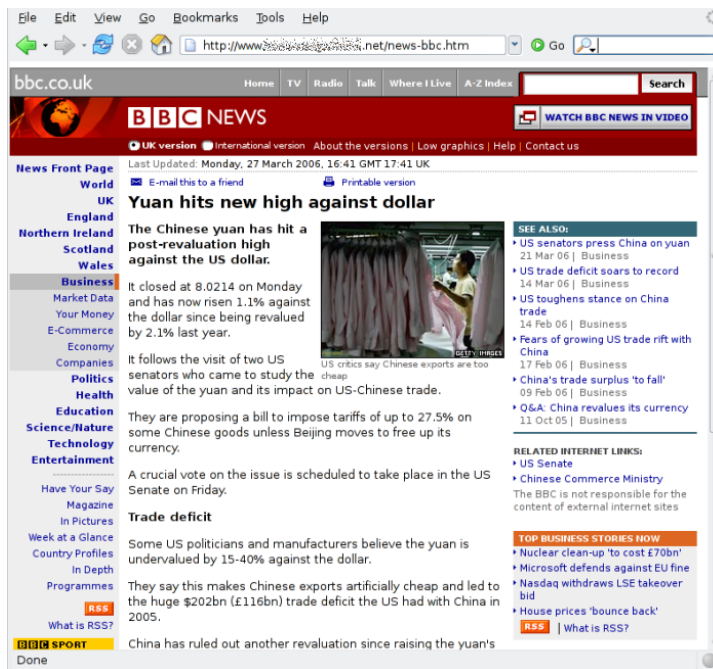 File Edit View Go Bookmarks Tools Help
http://www. .net/news-bbc.htm Go
bbc.co.uk Home TV Radio Talk Where I Live A-Z Index Search
BBC NEWS WATCH BBC NEWS IN VIDEO
UK version International version About the versions | Low graphics | Help | Contact us
News Front Page
World
UK
England
Northern Ireland
Scotland
Wales
Business
Market Data
Your Money
E-Commerce
Economy
Companies
Politics
Health
Education
Science/Nature
Technology
Entertainment
Have Your Say
Magazine
In Pictures
Week at a Glance
Country Profiles
In Depth
Programmes
RSS
What is RSS?
BBC SPORT
Last Updated: Monday, 27 March 2006, 16:41 GMT 17:41 UK
E-mail this to a friend Printable version
Yuan hits new high against dollar
The Chinese yuan has hit a
post-revaluation high
against the US dollar.
It closed at 8.0214 on Monday
and has now risen 1.1% against
the dollar since being revalued
by 2.1% last year.
GETTY IMAGES
US critics say Chinese exports are too
cheap
It follows the visit of two US
senators who came to study the
value of the yuan and its impact on US-Chinese trade.
They are proposing a bill to impose tariffs of up to 27.5% on
some Chinese goods unless Beijing moves to free up its
currency.
A crucial vote on the issue is scheduled to take place in the US
Senate on Friday.
Trade deficit
Some US politicians and manufacturers believe the yuan is
undervalued by 15-40% against the dollar.
They say this makes Chinese exports artificially cheap and led to
the huge $202bn (£116bn) trade deficit the US had with China in
2005.
China has ruled out another revaluation since raising the yuan's
SEE ALSO:
US senators press China on yuan
21 Mar 06 | Business
US trade deficit soars to record
14 Mar 06 | Business
US toughens stance on China
trade
14 Feb 06 | Business
Fears of growing US trade rift with
China
17 Feb 06 | Business
China's trade surplus 'to fall'
09 Feb 06 | Business
Q&A: China revalues its currency
11 Oct 05 | Business
RELATED INTERNET LINKS:
US Senate
Chinese Commerce Ministry
The BBC is not responsible for the
content of external internet sites
TOP BUSINESS STORIES NOW
Nuclear clean-up 'to cost £70bn'
Microsoft defends against EU fine
Nasdaq withdraws LSE takeover
bid
House prices 'bounce back'
RSS | What is RSS?
Done